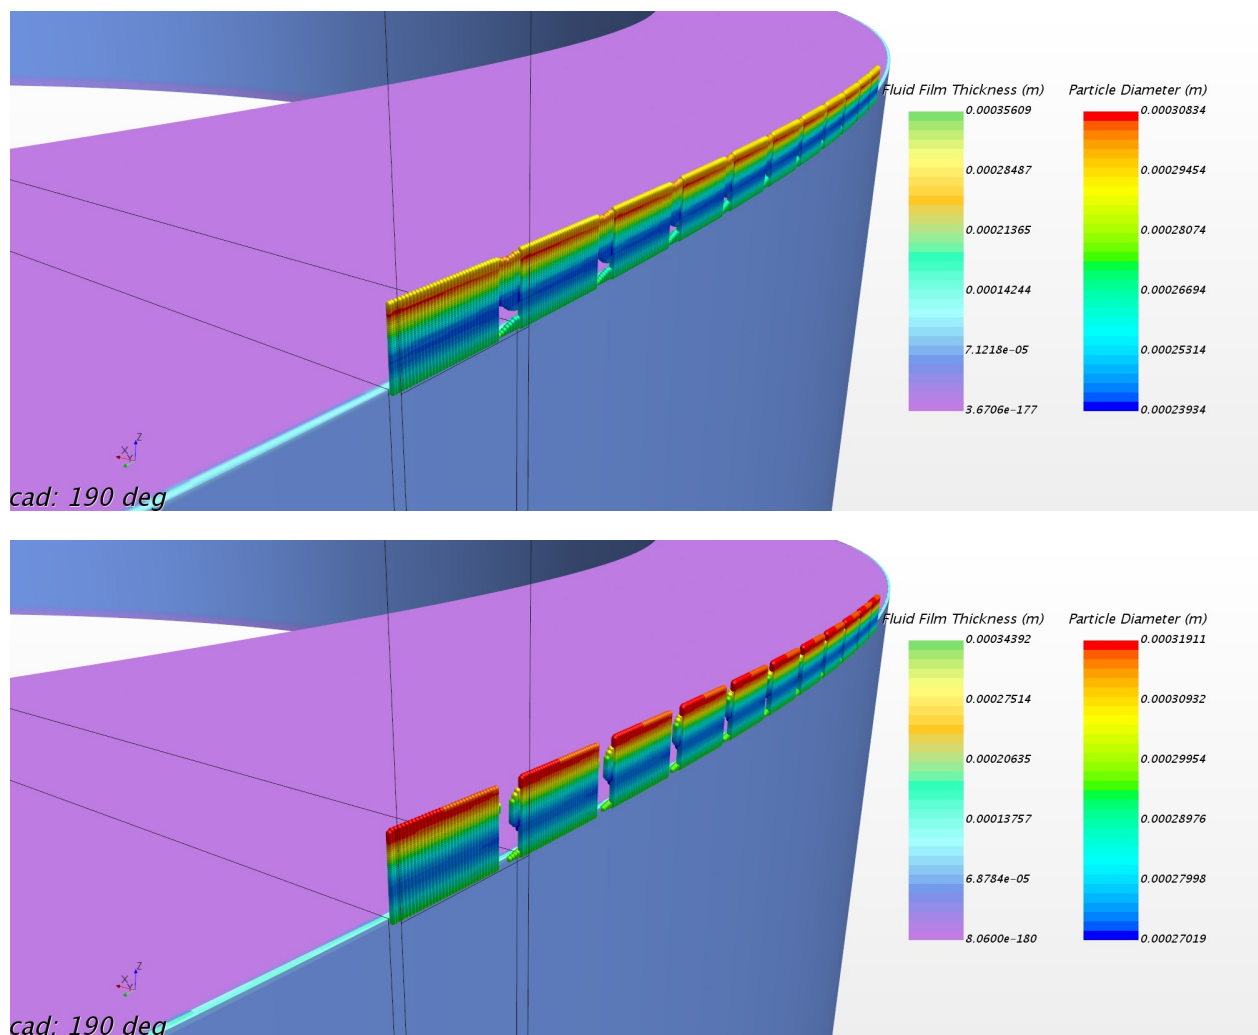 Fluid Film Thickness (m) Particle Diameter (m)
0.00035609 0.00030834
0.00028487 0.00029454
0.00021365 0.00028074
0.00014244 0.00026694
7.1218e-05 0.00025314
3.6706e-177 0.00023934
Z
X
Y
cad: 190 deg
Fluid Film Thickness (m) Particle Diameter (m)
0.00034392 0.00031911
0.00027514 0.00030932
0.00020635 0.00029954
0.00013757 0.00028976
6.8784e-05 0.00027998
8.0600e-180 0.00027019
Z
X
Y
cad: 190 deg